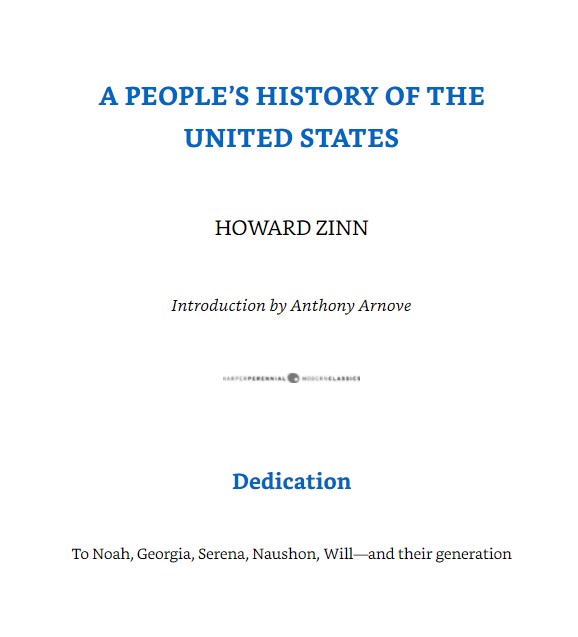 A PEOPLE’S HISTORY OF THE
UNITED STATES
HOWARD ZINN
Introduction by Anthony Arnove
HARPERPERENNIAL MODERNCLASSICS
Dedication
To Noah, Georgia, Serena, Naushon, Will—and their generation